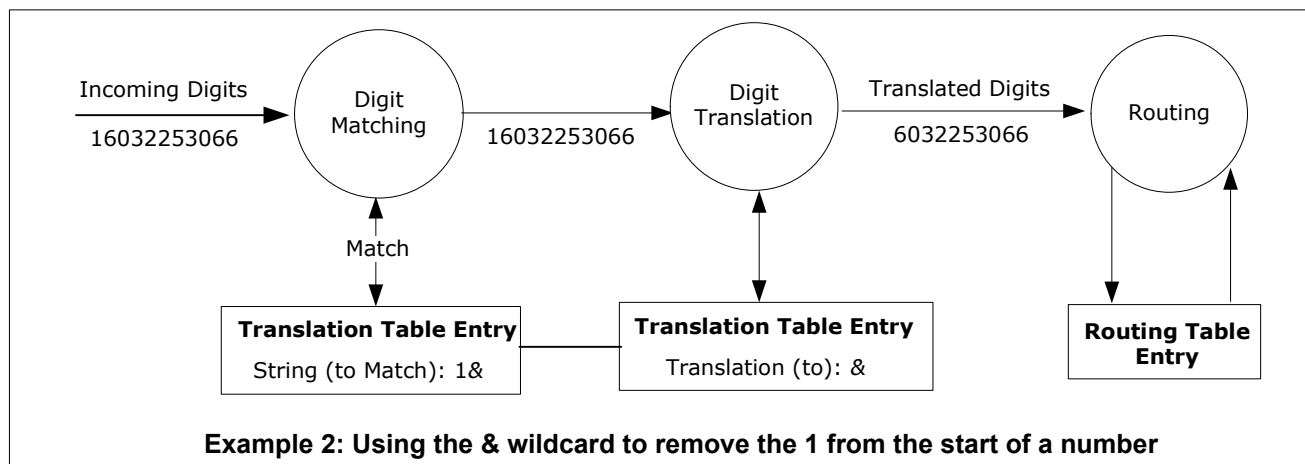 Incoming Digits
16032253066
Digit
Matching
16032253066
Digit
Translation
Translated Digits
6032253066
Routing
Match
Translation Table Entry
String (to Match): 1&
Translation Table Entry
Translation (to): &
Routing Table
Entry
Example 2: Using the & wildcard to remove the 1 from the start of a number